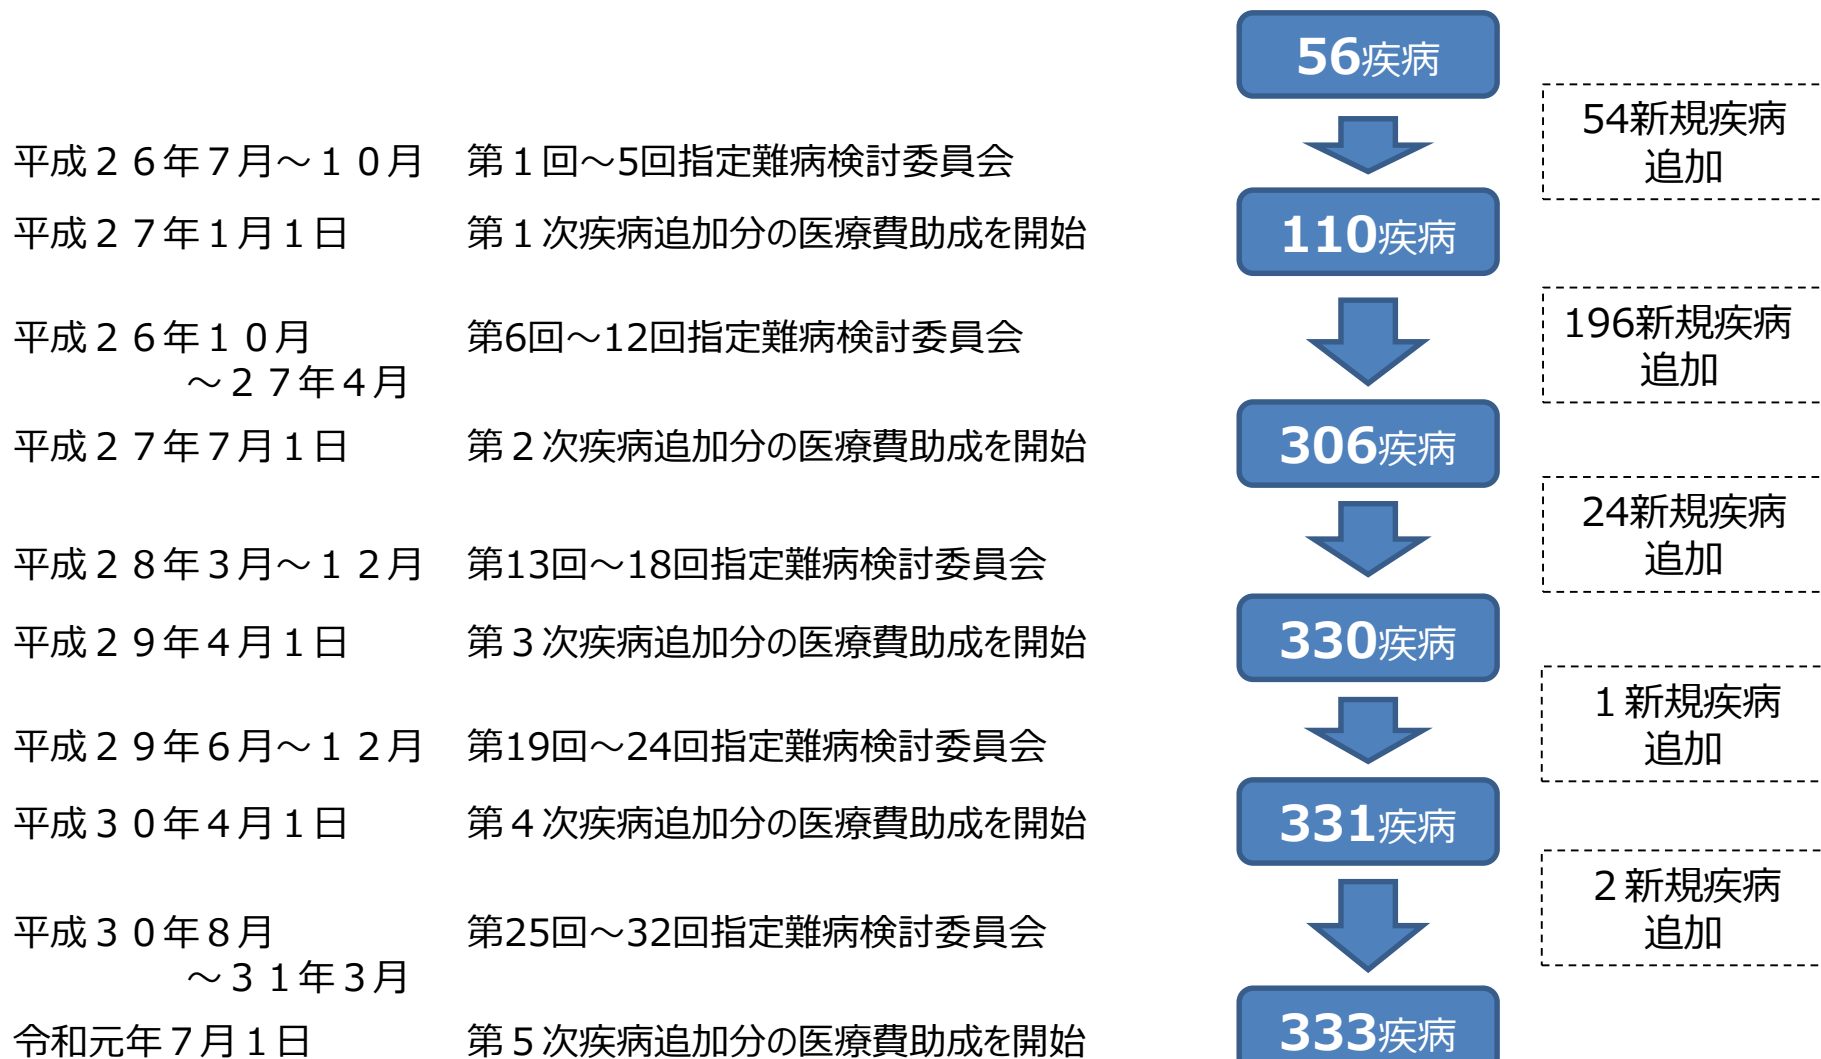 56疾病
54新規疾病
追加
平成２６年７月～１０月 第１回～5回指定難病検討委員会
平成２７年１月１日 第１次疾病追加分の医療費助成を開始
110疾病
196新規疾病
追加
平成２６年１０月 第6回～12回指定難病検討委員会
～２７年４月
平成２７年７月１日 第２次疾病追加分の医療費助成を開始
306疾病
24新規疾病
追加
平成２８年３月～１２月 第13回～18回指定難病検討委員会
平成２９年４月１日 第３次疾病追加分の医療費助成を開始
330疾病
１新規疾病
追加
平成２９年６月～１２月 第19回～24回指定難病検討委員会
平成３０年４月１日 第４次疾病追加分の医療費助成を開始
331疾病
２新規疾病
追加
平成３０年８月 第25回～32回指定難病検討委員会
～３１年３月
令和元年７月１日 第５次疾病追加分の医療費助成を開始
333疾病